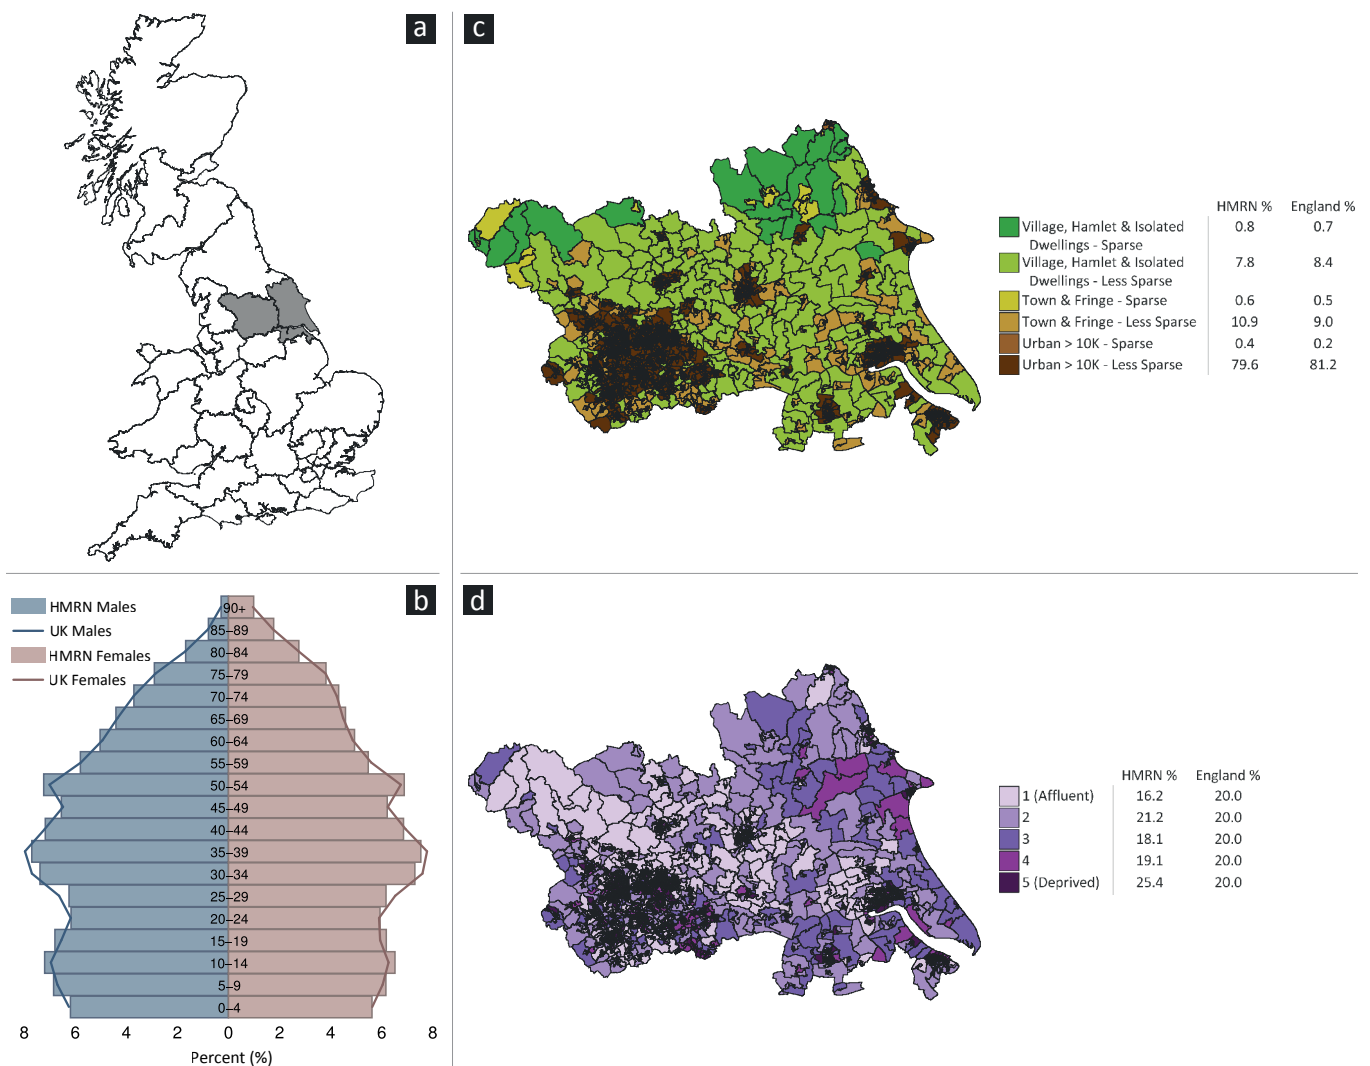 a
b
HMRN Males
UK Males
HMRN Females
UK Females
90+
85–89
80–84
75–79
70–74
65–69
60–64
55–59
50–54
45–49
40–44
35–39
30–34
25–29
20–24
15–19
10–14
5–9
0–4
8 6 4 2 0 2 4 6 8
Percent (%)
c
HMRN % England %
Village, Hamlet & Isolated 0.8 0.7
Dwellings - Sparse
Village, Hamlet & Isolated 7.8 8.4
Dwellings - Less Sparse
Town & Fringe - Sparse 0.6 0.5
Town & Fringe - Less Sparse 10.9 9.0
Urban > 10K - Sparse 0.4 0.2
Urban > 10K - Less Sparse 79.6 81.2
d
HMRN % England %
1 (Affluent) 16.2 20.0
2 21.2 20.0
3 18.1 20.0
4 19.1 20.0
5 (Deprived) 25.4 20.0